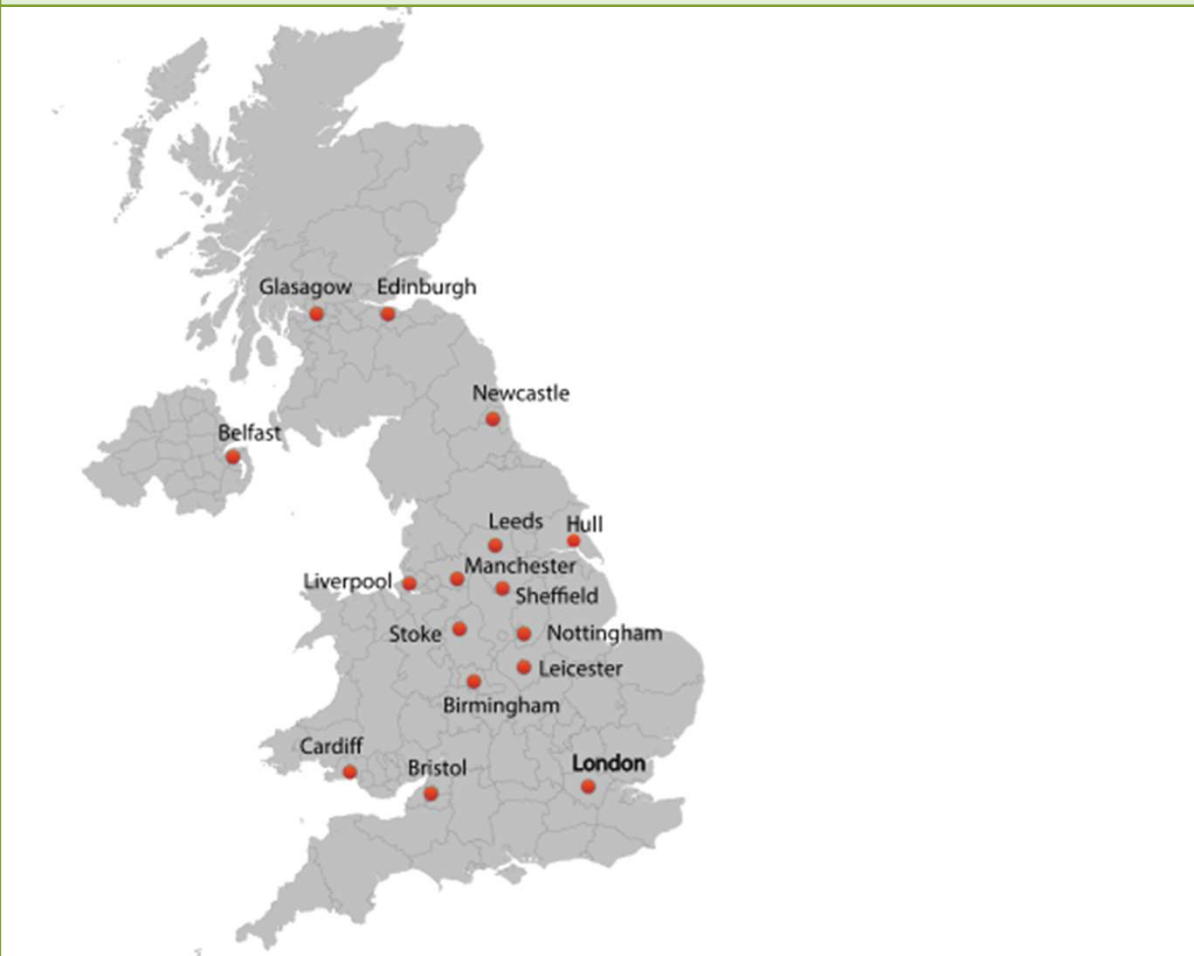 Glasagow
Edinburgh
Newcastle
Belfast
Leeds
Hull
Manchester
Liverpool
Sheffield
Stoke
Nottingham
Leicester
Birmingham
Cardiff
Bristol
London